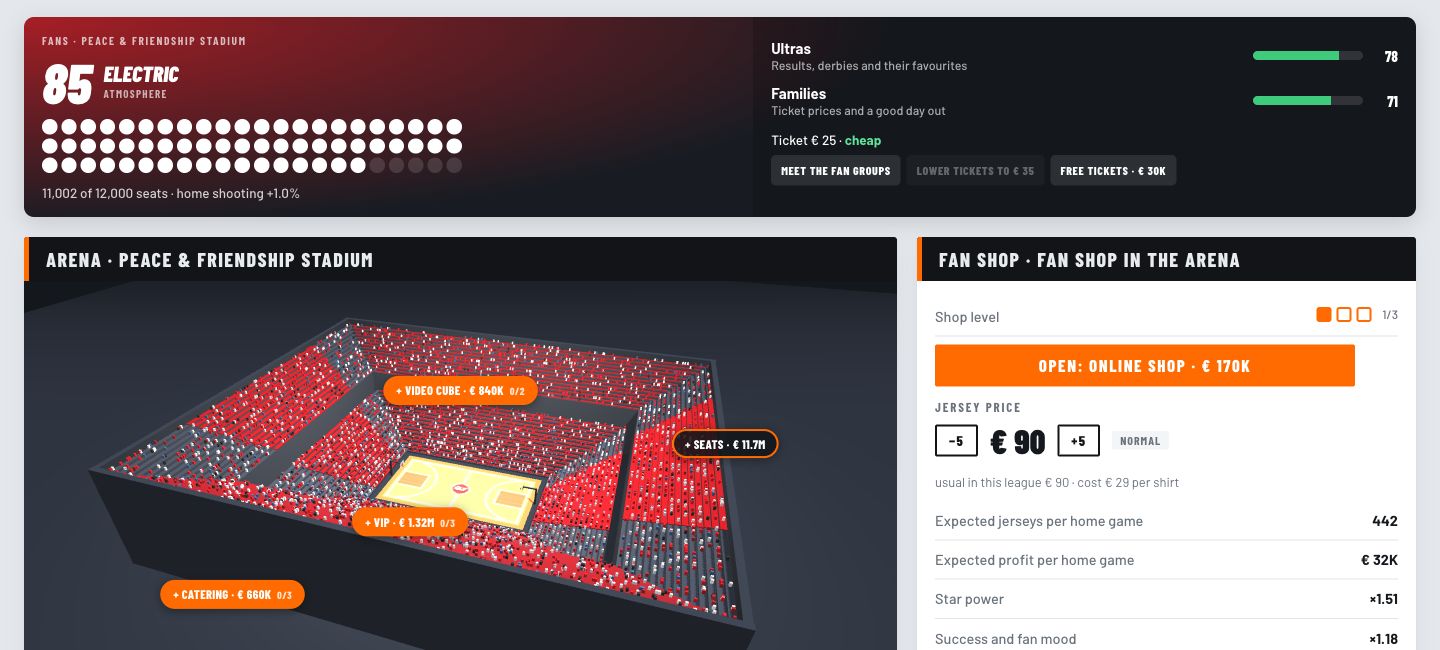 FANS · PEACE & FRIENDSHIP STADIUM
85 ELECTRIC
ATMOSPHERE
11,002 of 12,000 seats · home shooting +1.0%
Ultras
Results, derbies and their favourites
78
Families
Ticket prices and a good day out
71
Ticket € 25 · cheap
MEET THE FAN GROUPS
LOWER TICKETS TO € 35
FREE TICKETS · € 30K
ARENA · PEACE & FRIENDSHIP STADIUM
+ VIDEO CUBE · € 840K 0/2
+ SEATS · € 11.7M
+ VIP · € 1.32M 0/3
+ CATERING · € 660K 0/3
FAN SHOP · FAN SHOP IN THE ARENA
Shop level 1/3
OPEN: ONLINE SHOP · € 170K
JERSEY PRICE
−5 € 90 +5 NORMAL
usual in this league € 90 · cost € 29 per shirt
Expected jerseys per home game 442
Expected profit per home game € 32K
Star power ×1.51
Success and fan mood ×1.18